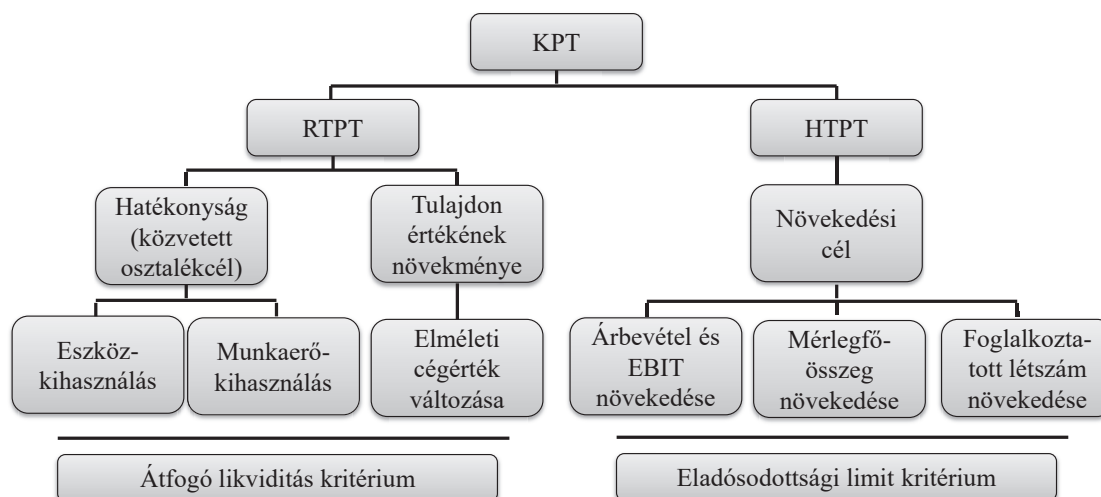 KPT
RTPT
HTPT
Hatékonyság
(közvetett
osztalékcél)
Tulajdon
értékének
növekménye
Növekedési
cél
Eszköz-
kihasználás
Munkaerő-
kihasználás
Elméleti
cégérték
változása
Árbevétel és
EBIT
növekedése
Mérlegfő-
összeg
növekedése
Foglalkozta-
tott létszám
növekedése
Átfogó likviditás kritérium
Eladósodottsági limit kritérium